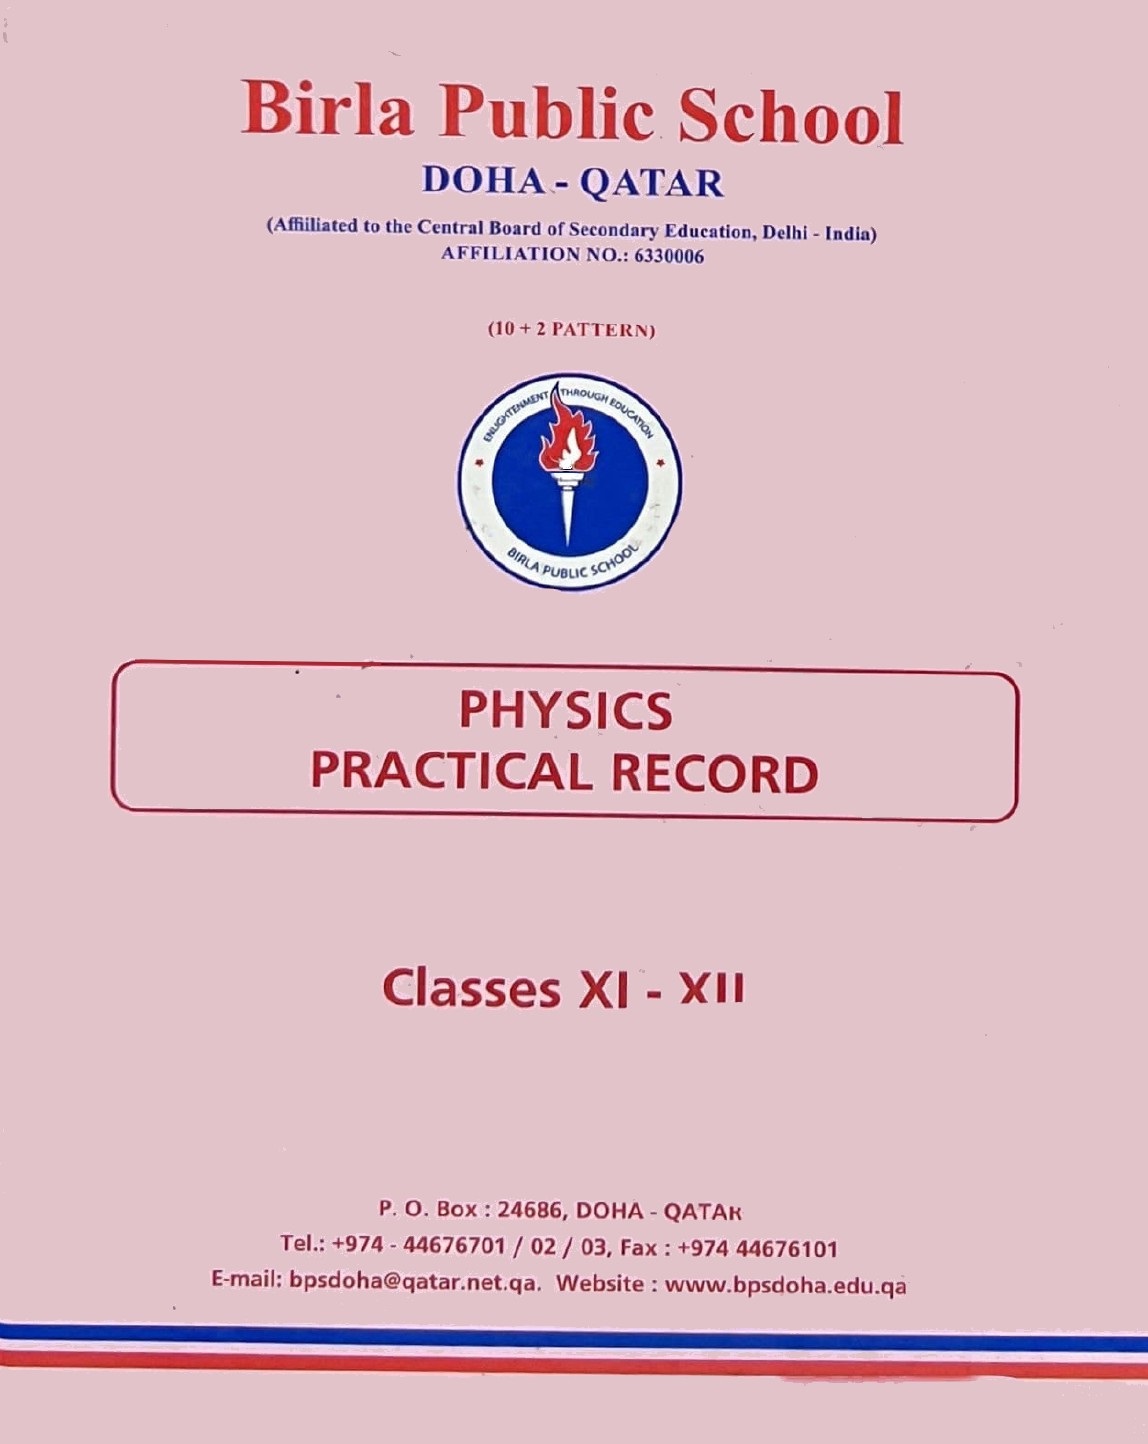 Birla Public School
DOHA - QATAR
(Affiiliated to the Central Board of Secondary Education, Delhi - India)
AFFILIATION NO.: 6330006
(10 + 2 PATTERN)
ENLIGHTENMENT THROUGH EDUCATION
BIRLA PUBLIC SCHOOL
PHYSICS
PRACTICAL RECORD
Classes XI - XII
P. O. Box : 24686, DOHA - QATAR
Tel.: +974 - 44676701 / 02 / 03, Fax : +974 44676101
E-mail: bpsdoha@qatar.net.qa. Website : www.bpsdoha.edu.qa